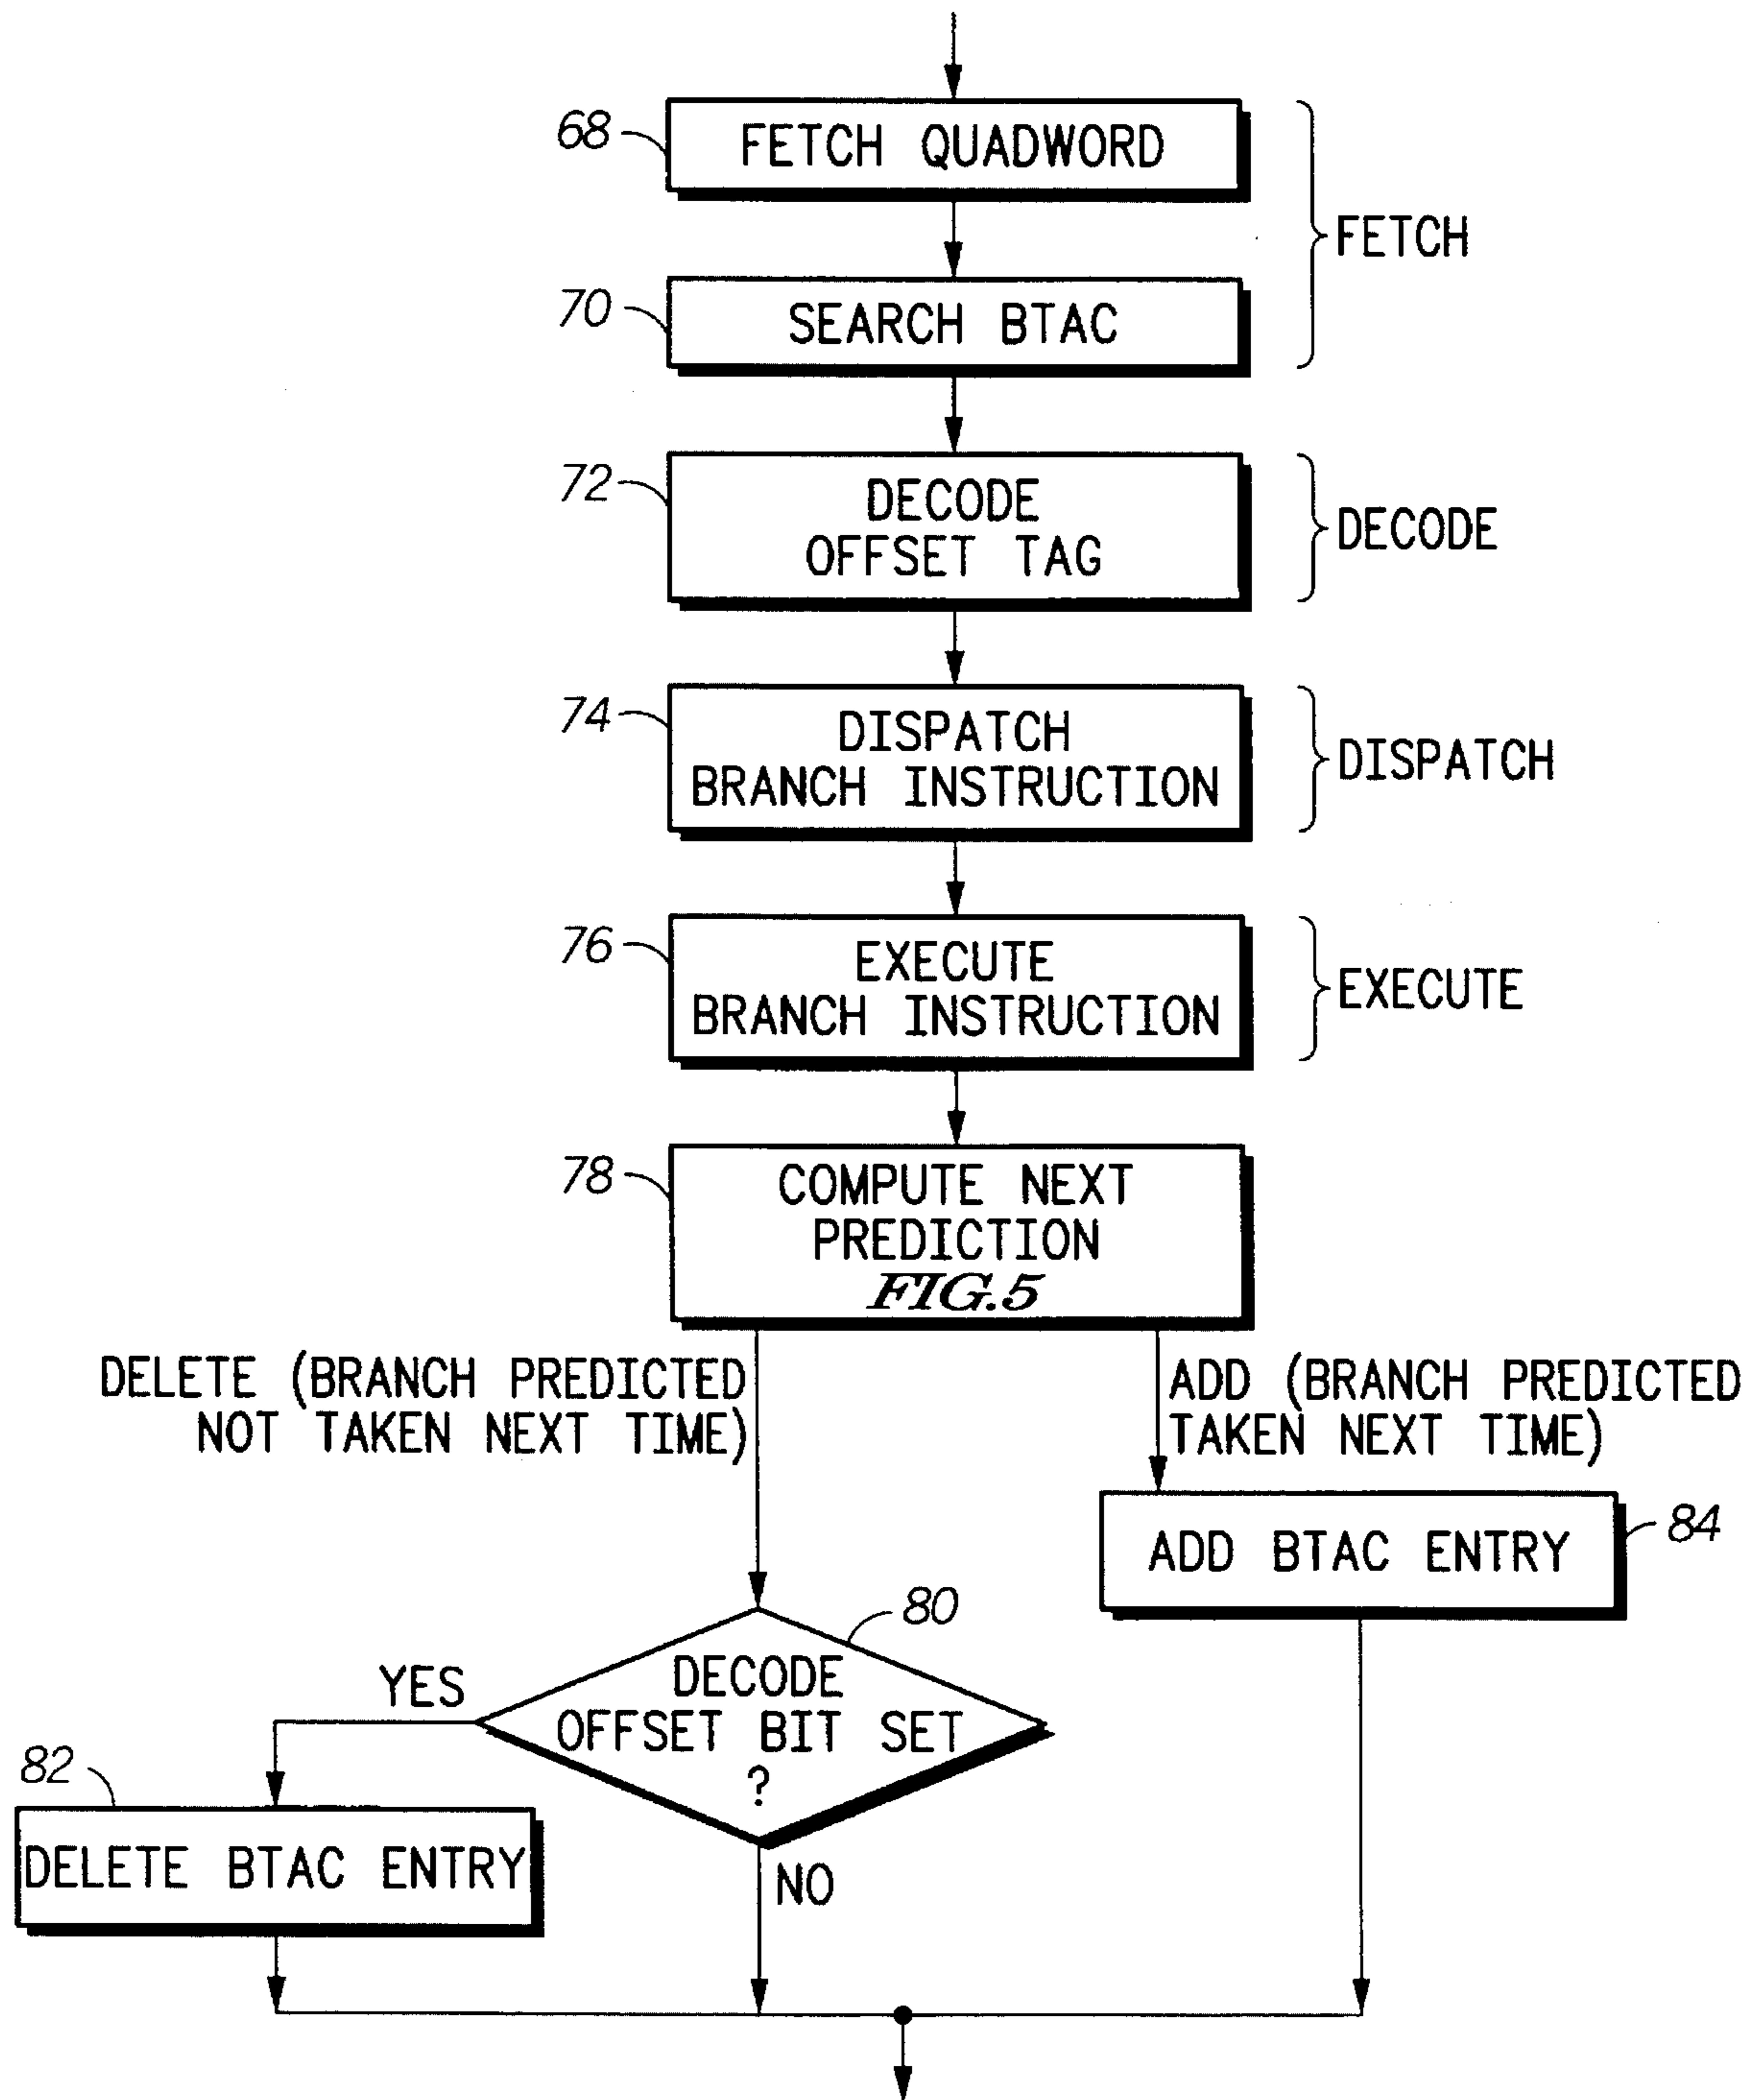 68
FETCH QUADWORD
FETCH
70
SEARCH BTAC
72
DECODE
OFFSET TAG
DECODE
74
DISPATCH
BRANCH INSTRUCTION
DISPATCH
76
EXECUTE
BRANCH INSTRUCTION
EXECUTE
78
COMPUTE NEXT
PREDICTION
FIG.5
DELETE (BRANCH PREDICTED
NOT TAKEN NEXT TIME)
ADD (BRANCH PREDICTED
TAKEN NEXT TIME)
ADD BTAC ENTRY
84
80
DECODE
OFFSET BIT SET
?
YES
NO
82
DELETE BTAC ENTRY